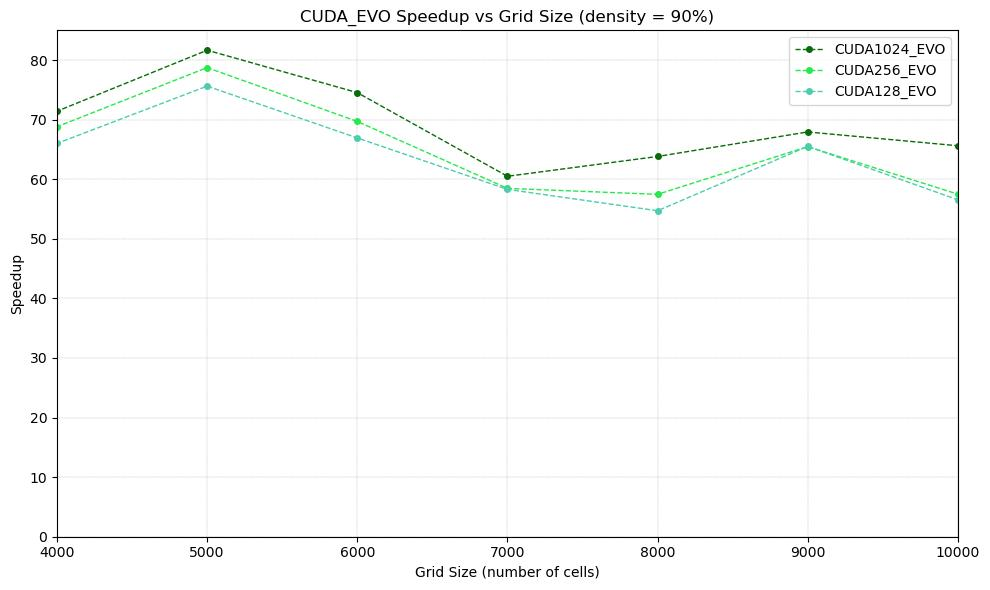 CUDA_EVO Speedup vs Grid Size (density = 90%)
CUDA1024_EVO
CUDA256_EVO
CUDA128_EVO
Speedup
80
70
60
50
40
30
20
10
0
4000 5000 6000 7000 8000 9000 10000
Grid Size (number of cells)